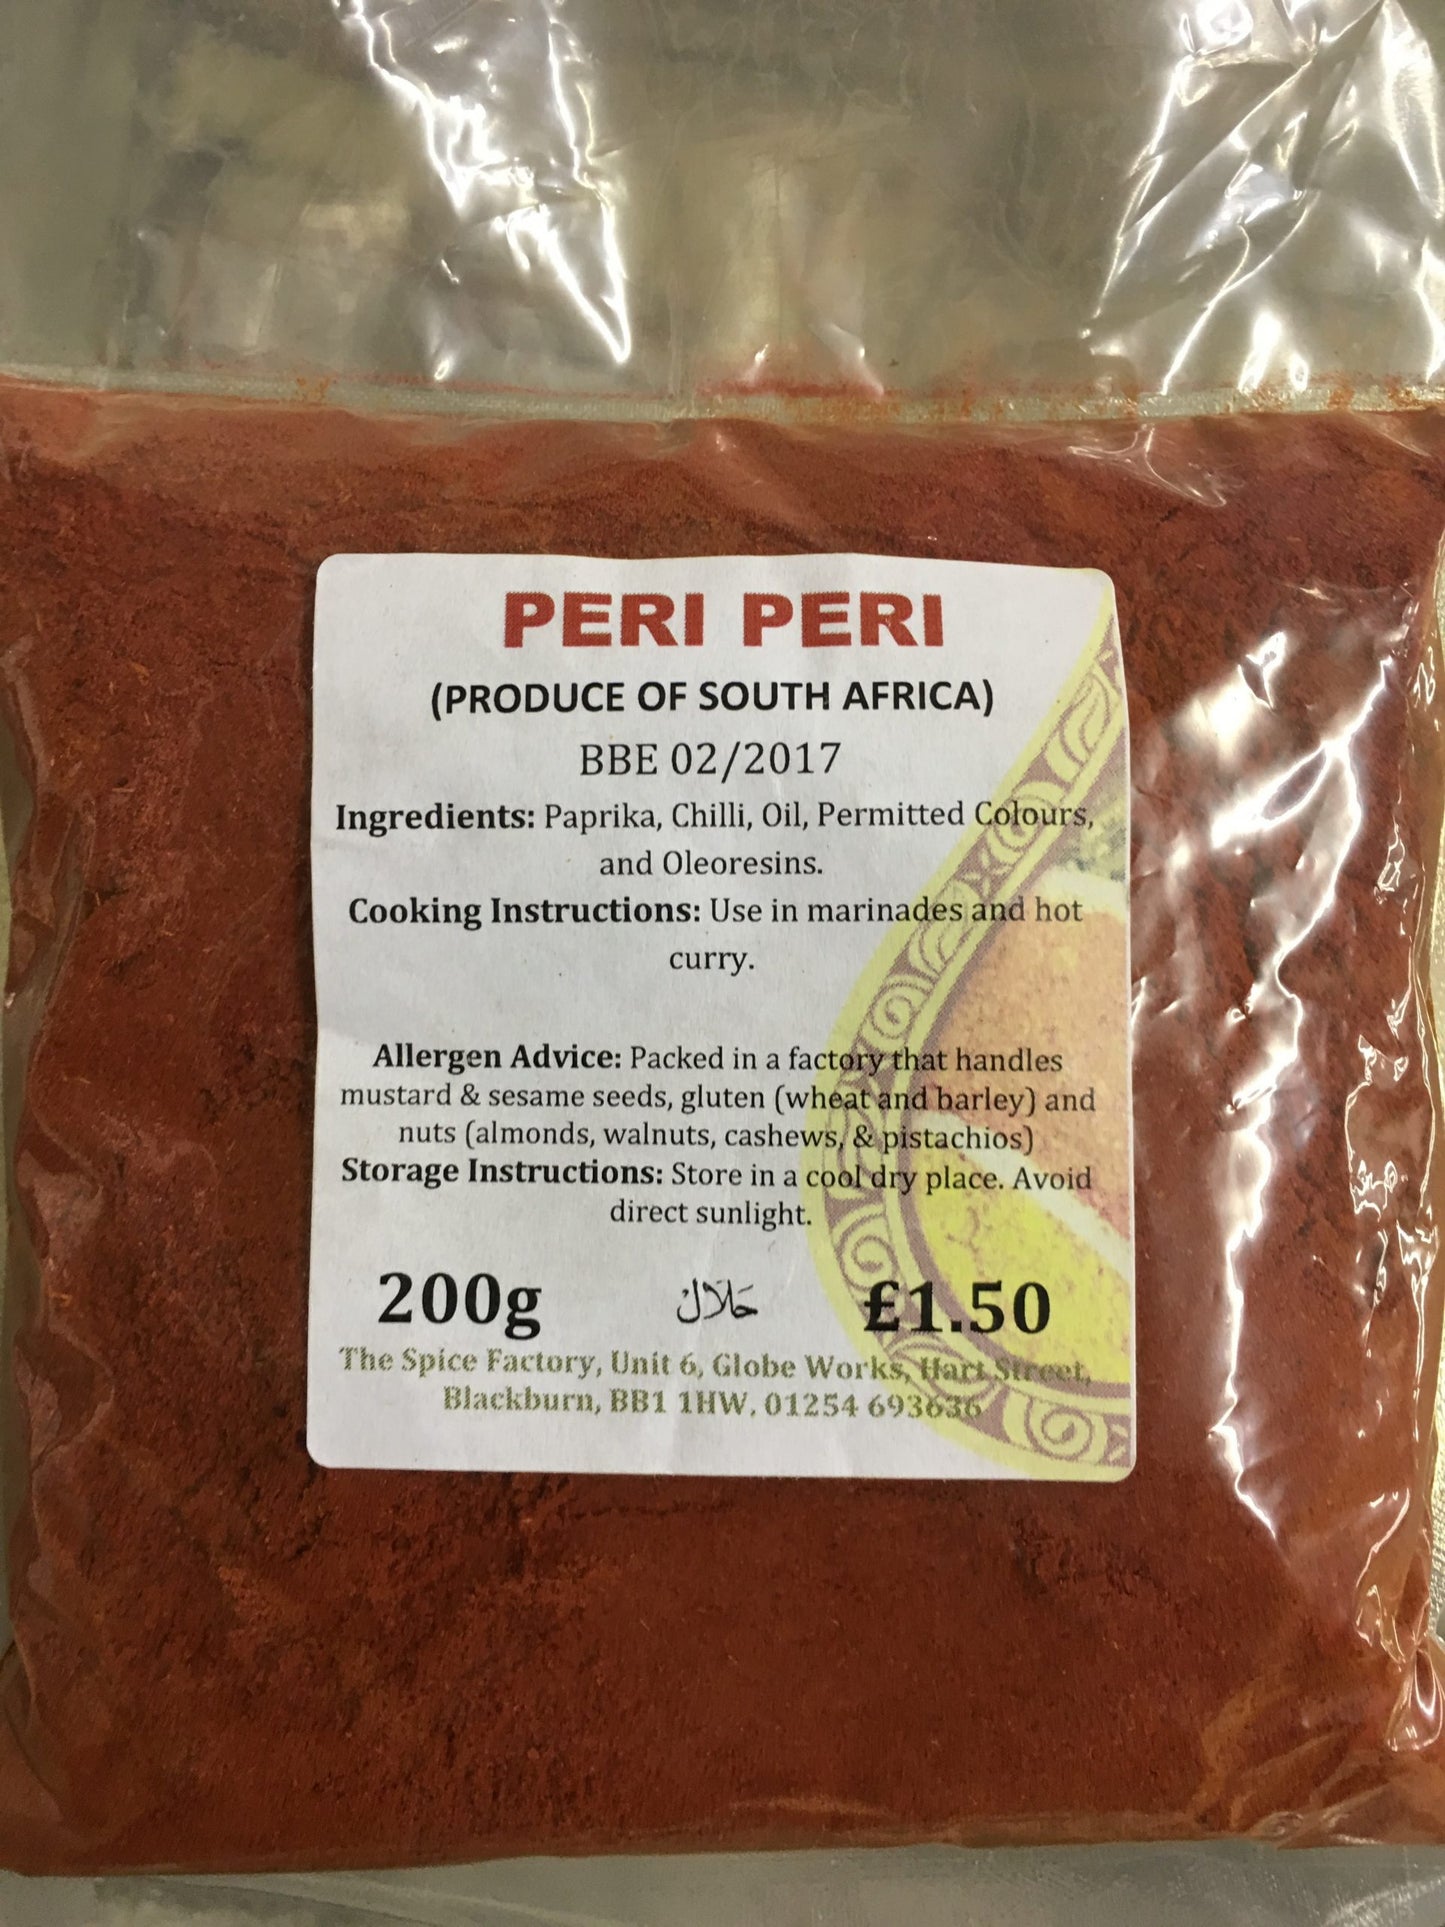 PERI PERI
(PRODUCE OF SOUTH AFRICA)
BBE 02/2017
Ingredients: Paprika, Chilli, Oil, Permitted Colours,
and Oleoresins.
Cooking Instructions: Use in marinades and hot
curry.
Allergen Advice: Packed in a factory that handles
mustard & sesame seeds, gluten (wheat and barley) and
nuts (almonds, walnuts, cashews, & pistachios)
Storage Instructions: Store in a cool dry place. Avoid
direct sunlight.
200g حلال £1.50
The Spice Factory, Unit 6, Globe Works, Hart Street,
Blackburn, BB1 1HW. 01254 693636